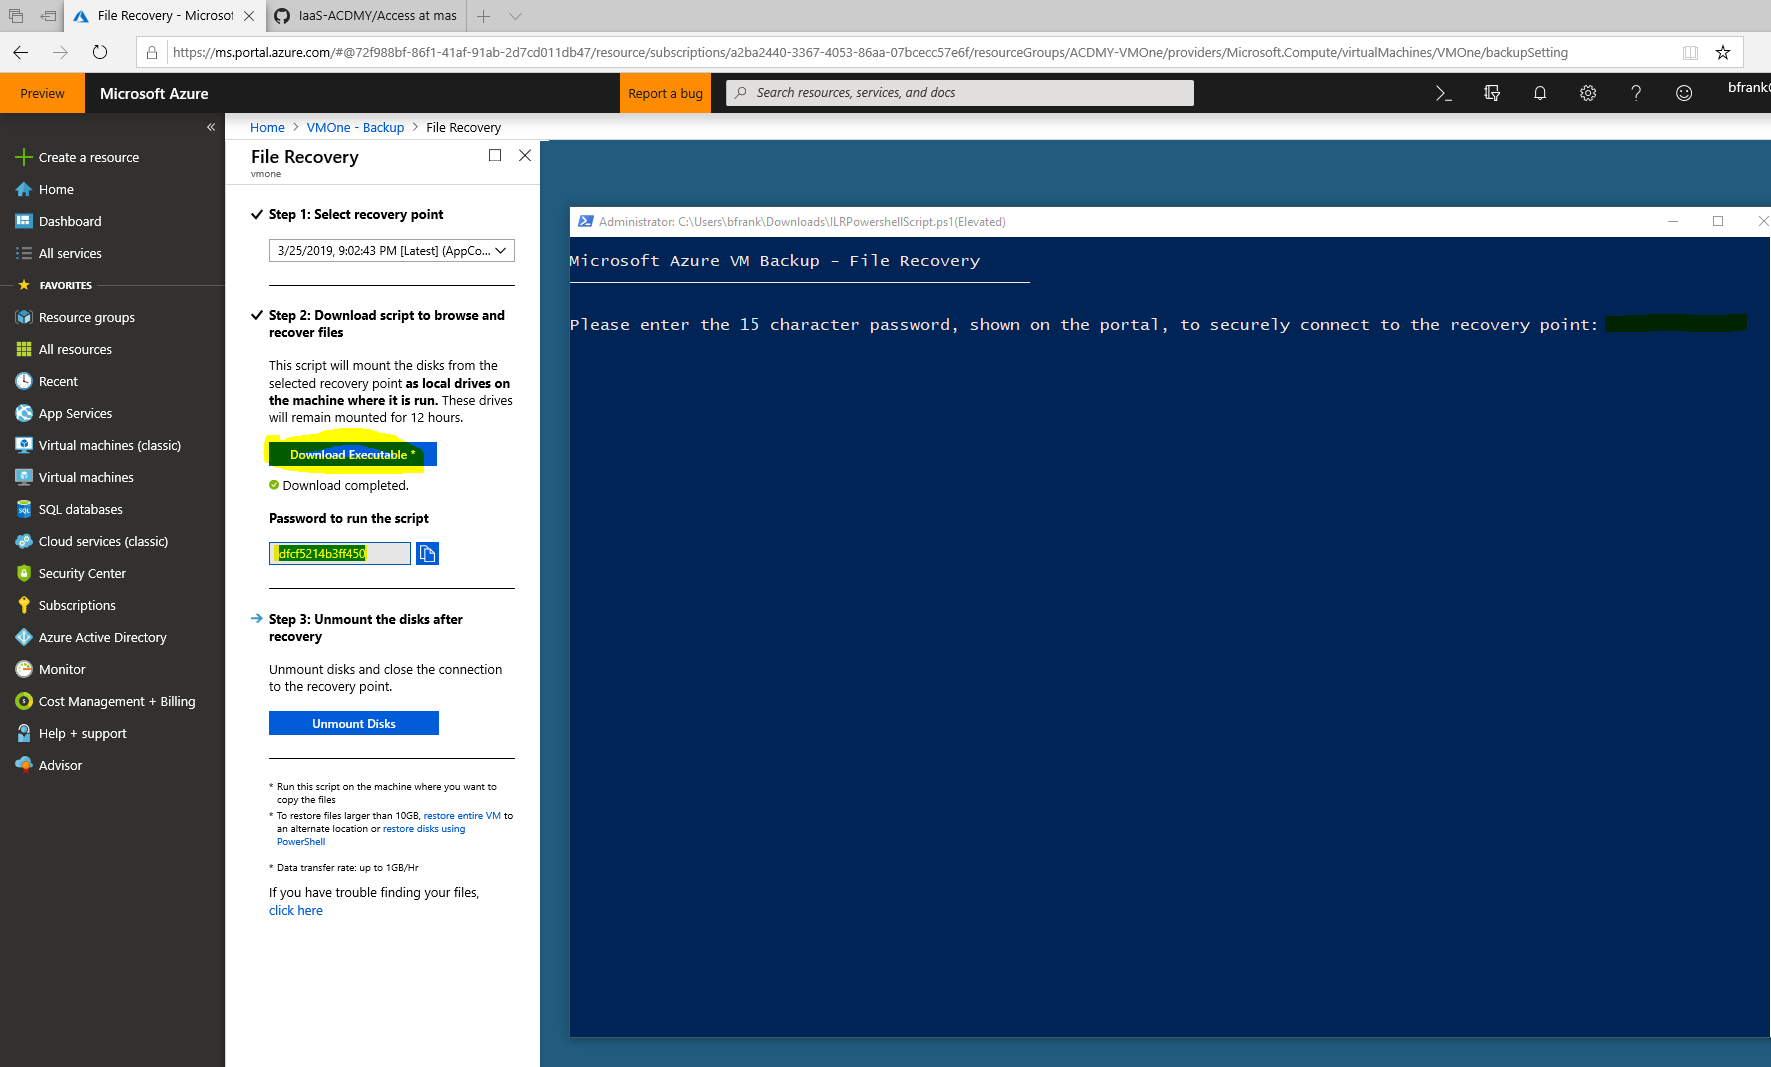 File Recovery - Microsof
IaaS-ACDMY/Access at mas
https://ms.portal.azure.com/#@72f988bf-86f1-41af-91ab-2d7cd011db47/resource/subscriptions/a2ba2440-3367-4053-86aa-07bcecc57e6f/resourceGroups/ACDMY-VMOne/providers/Microsoft.Compute/virtualMachines/VMOne/backupSetting
Preview
Microsoft Azure
Report a bug
Search resources, services, and docs
bfrank@
Create a resource
Home
Dashboard
All services
FAVORITES
Resource groups
All resources
Recent
App Services
Virtual machines (classic)
Virtual machines
SQL databases
Cloud services (classic)
Security Center
Subscriptions
Azure Active Directory
Monitor
Cost Management + Billing
Help + support
Advisor
Home > VMOne - Backup > File Recovery
File Recovery
vmone
Step 1: Select recovery point
3/25/2019, 9:02:43 PM [Latest] (AppCo...
Step 2: Download script to browse and
recover files
This script will mount the disks from the
selected recovery point as local drives on
the machine where it is run. These drives
will remain mounted for 12 hours.
Download Executable *
Download completed.
Password to run the script
dfcf5214b3ff450
Step 3: Unmount the disks after
recovery
Unmount disks and close the connection
to the recovery point.
Unmount Disks
* Run this script on the machine where you want to
copy the files
* To restore files larger than 10GB, restore entire VM to
an alternate location or restore disks using
PowerShell
* Data transfer rate: up to 1GB/Hr
If you have trouble finding your files,
click here
Administrator: C:\Users\bfrank\Downloads\ILRPowershellScript.ps1(Elevated)
Microsoft Azure VM Backup - File Recovery
Please enter the 15 character password, shown on the portal, to securely connect to the recovery point: